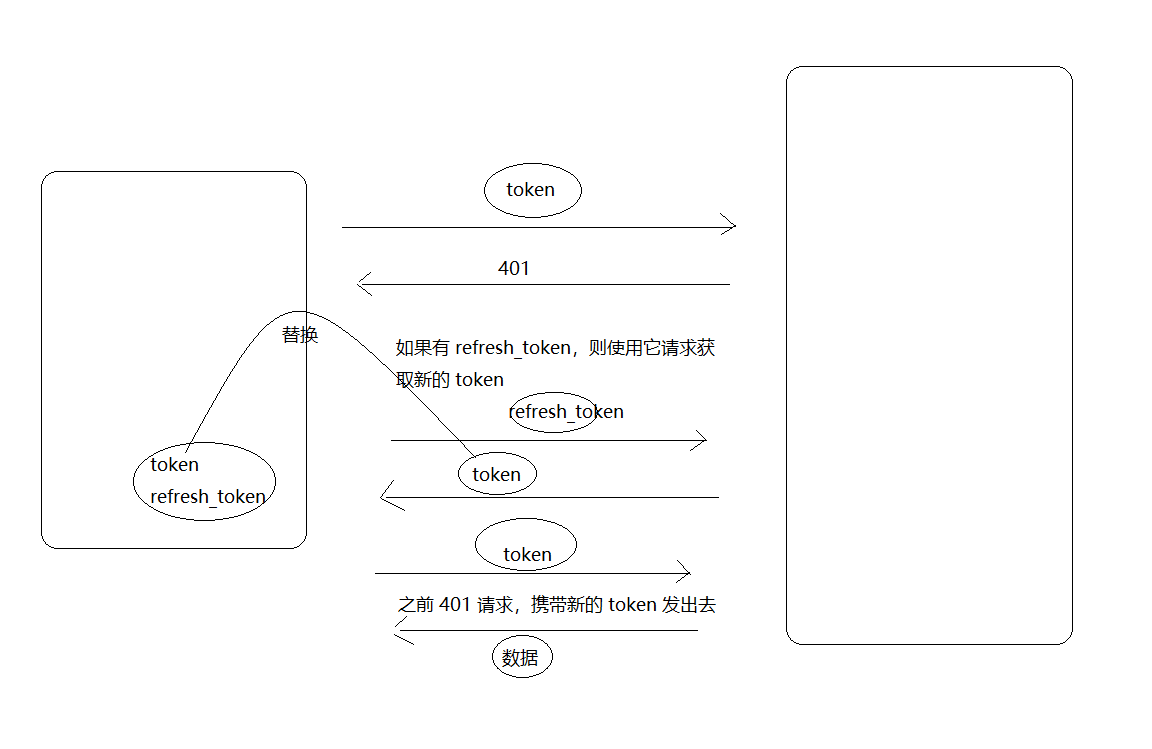 token
401
替换
如果有 refresh_token，则使用它请求获
取新的 token
refresh_token
token
refresh_token
token
token
之前 401 请求，携带新的 token 发出去
数据